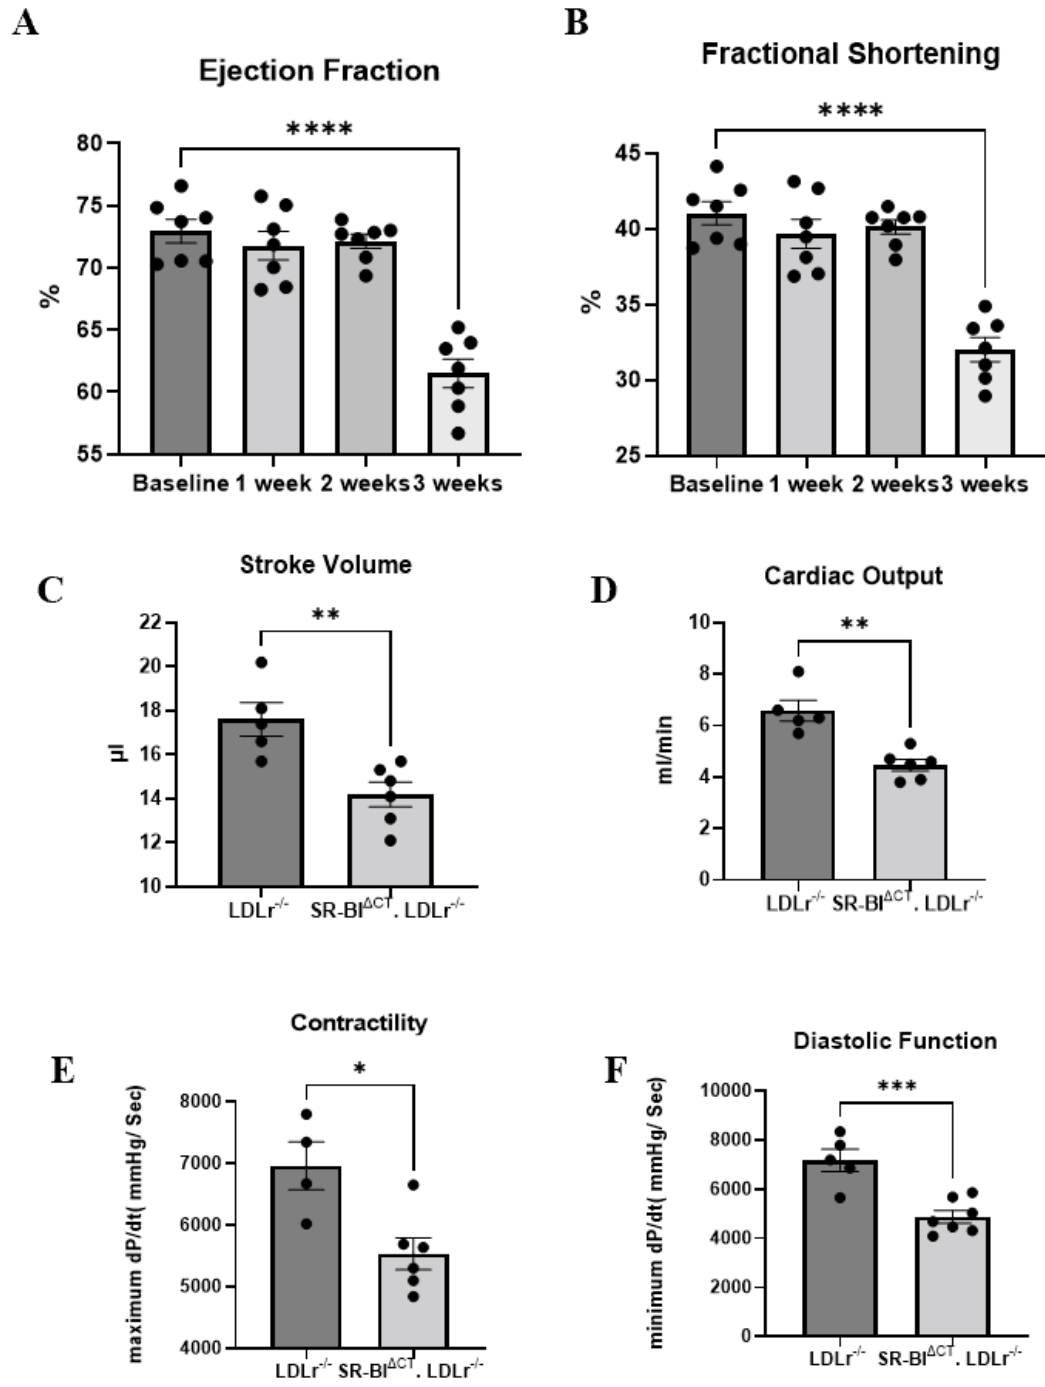 A
Ejection Fraction
****
80
75
70
65
60
55
%
Baseline 1 week 2 weeks 3 weeks
B
Fractional Shortening
****
45
40
35
30
25
%
Baseline 1 week 2 weeks 3 weeks
C
Stroke Volume
**
22
20
18
16
14
12
10
µl
LDLr-/- SR-BIΔCT. LDLr-/-
D
Cardiac Output
**
10
8
6
4
2
0
ml/min
LDLr-/- SR-BIΔCT. LDLr-/-
E
Contractility
*
8000
7000
6000
5000
4000
maximum dP/dt( mmHg/ Sec)
LDLr-/- SR-BIΔCT. LDLr-/-
F
Diastolic Function
***
10000
8000
6000
4000
2000
0
minimum dP/dt( mmHg/ Sec)
LDLr-/- SR-BIΔCT. LDLr-/-